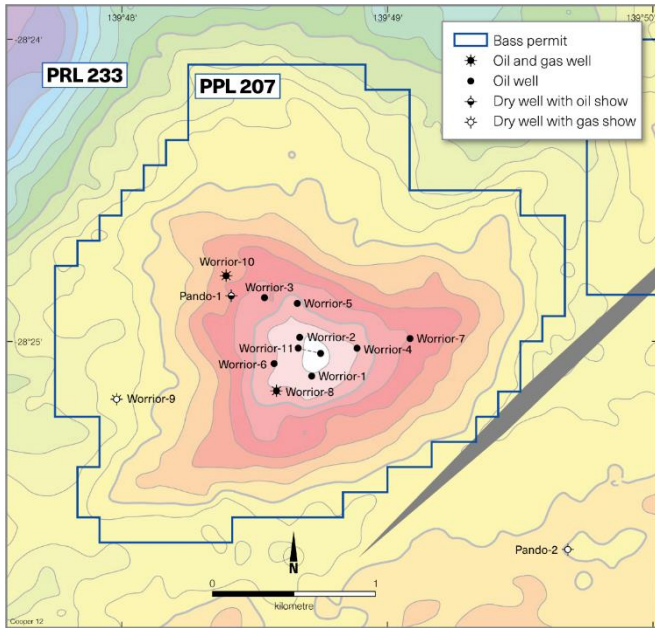 139°48'
139°49'
139°50'
-28°24'
PRL 233
PPL 207
Bass permit
Oil and gas well
Oil well
Dry well with oil show
Dry well with gas show
Worrior-10
Worrior-3
Pando-1
Worrior-5
Worrior-2
Worrior-7
-28°25'
Worrior-11
Worrior-4
Worrior-6
Worrior-1
Worrior-8
Worrior-9
Pando-2
N
0
1
kilometre
Cooper 12